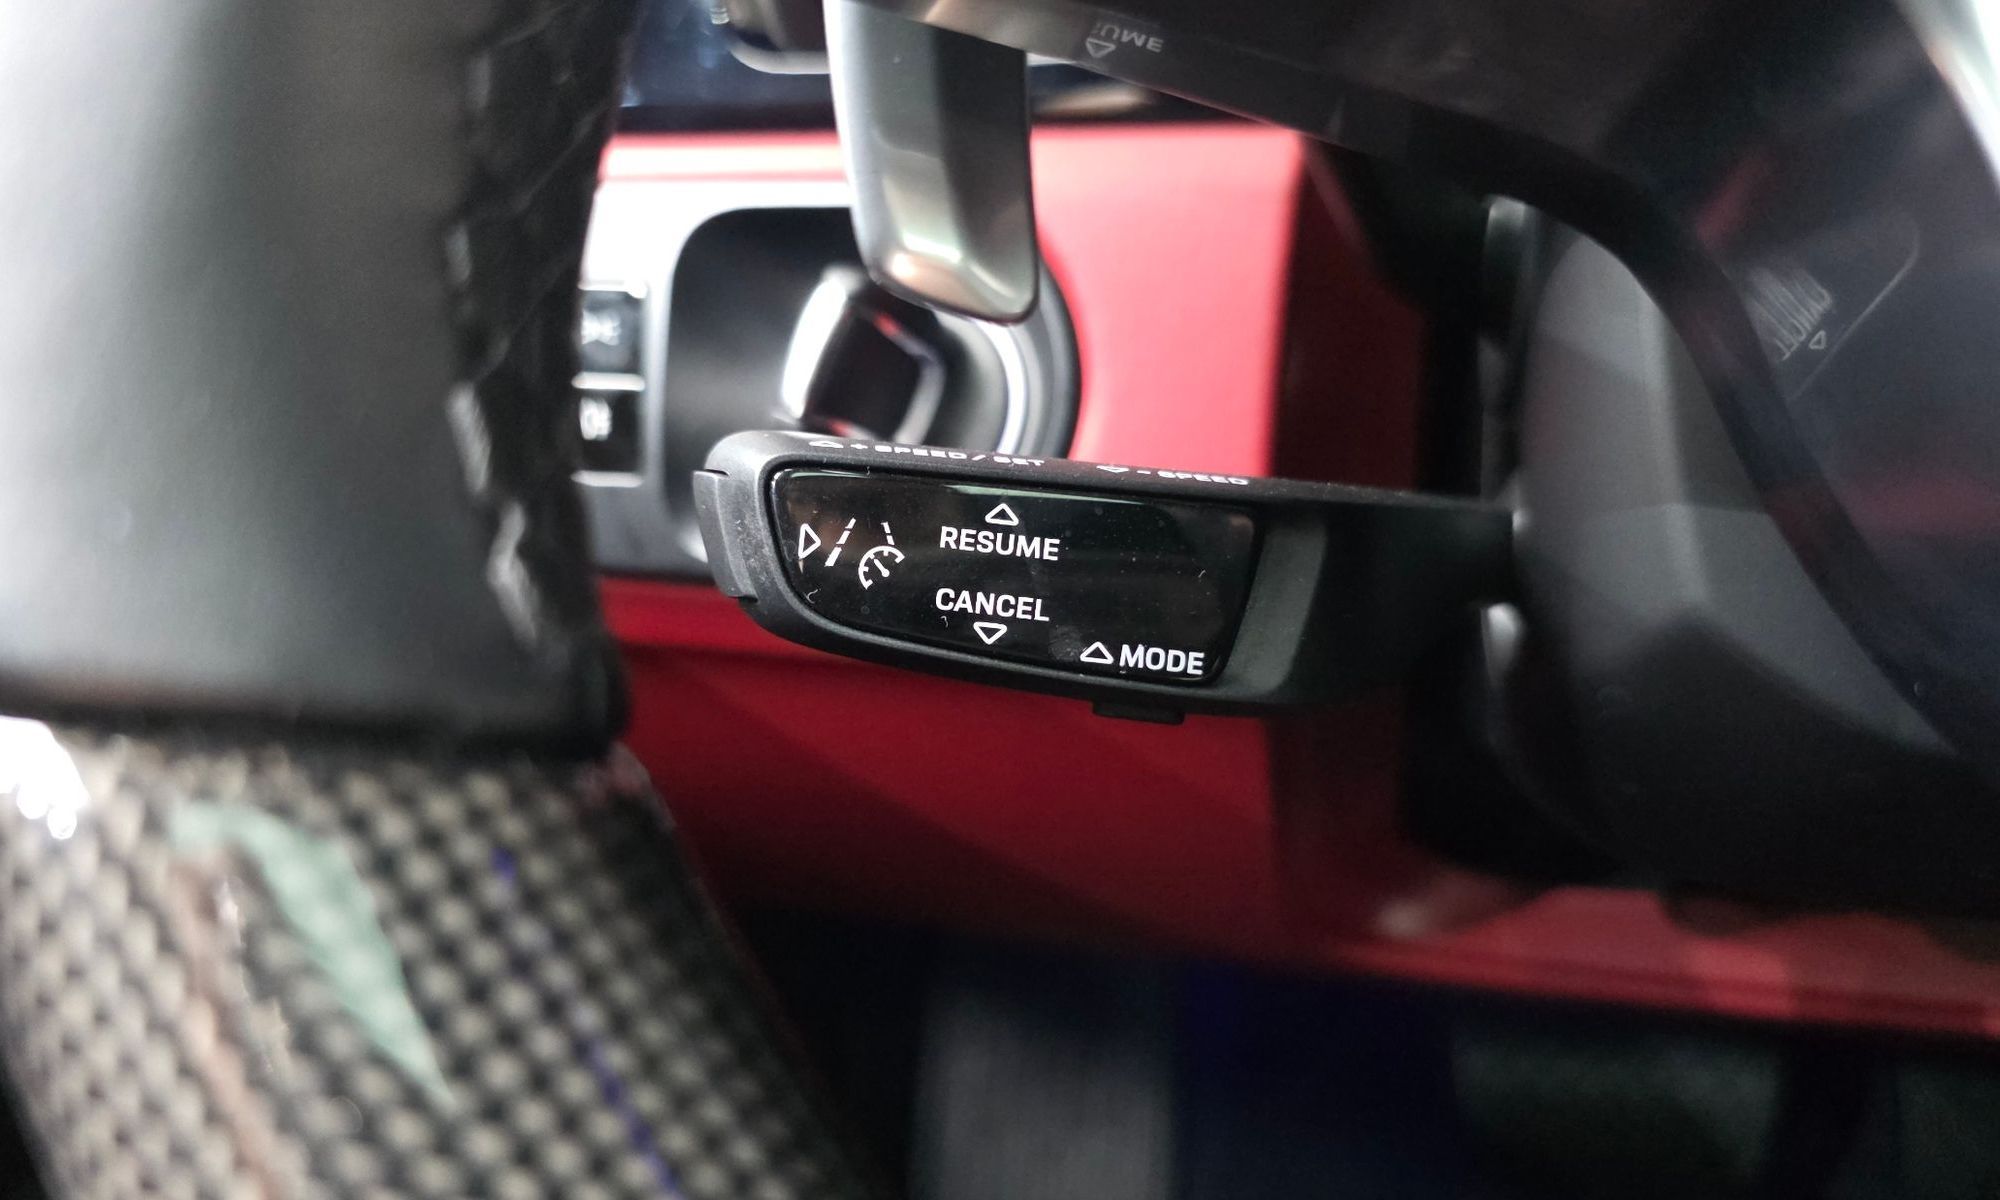 + SPEED / SET
- SPEED
RESUME
CANCEL
MODE